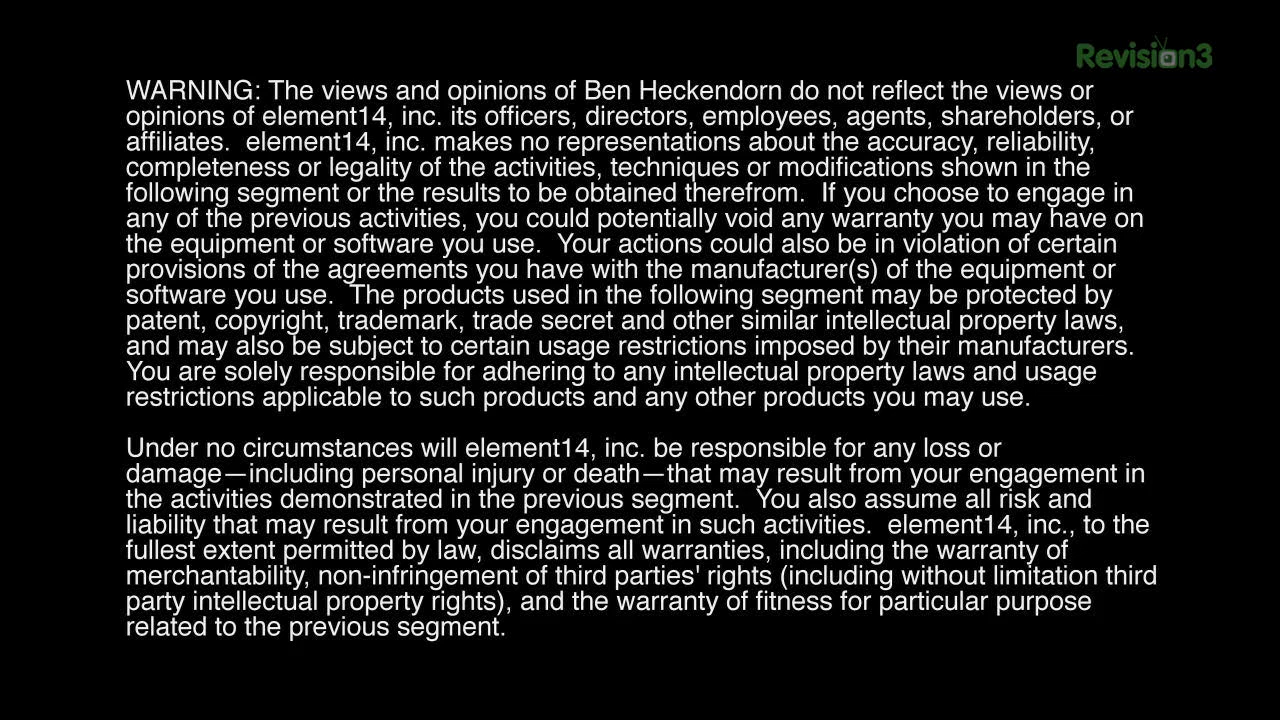 Revision3
WARNING: The views and opinions of Ben Heckendorn do not reflect the views or
opinions of element14, inc. its officers, directors, employees, agents, shareholders, or
affiliates.  element14, inc. makes no representations about the accuracy, reliability,
completeness or legality of the activities, techniques or modifications shown in the
following segment or the results to be obtained therefrom.  If you choose to engage in
any of the previous activities, you could potentially void any warranty you may have on
the equipment or software you use.  Your actions could also be in violation of certain
provisions of the agreements you have with the manufacturer(s) of the equipment or
software you use.  The products used in the following segment may be protected by
patent, copyright, trademark, trade secret and other similar intellectual property laws,
and may also be subject to certain usage restrictions imposed by their manufacturers.
You are solely responsible for adhering to any intellectual property laws and usage
restrictions applicable to such products and any other products you may use.
Under no circumstances will element14, inc. be responsible for any loss or
damage—including personal injury or death—that may result from your engagement in
the activities demonstrated in the previous segment.  You also assume all risk and
liability that may result from your engagement in such activities.  element14, inc., to the
fullest extent permitted by law, disclaims all warranties, including the warranty of
merchantability, non-infringement of third parties' rights (including without limitation third
party intellectual property rights), and the warranty of fitness for particular purpose
related to the previous segment.